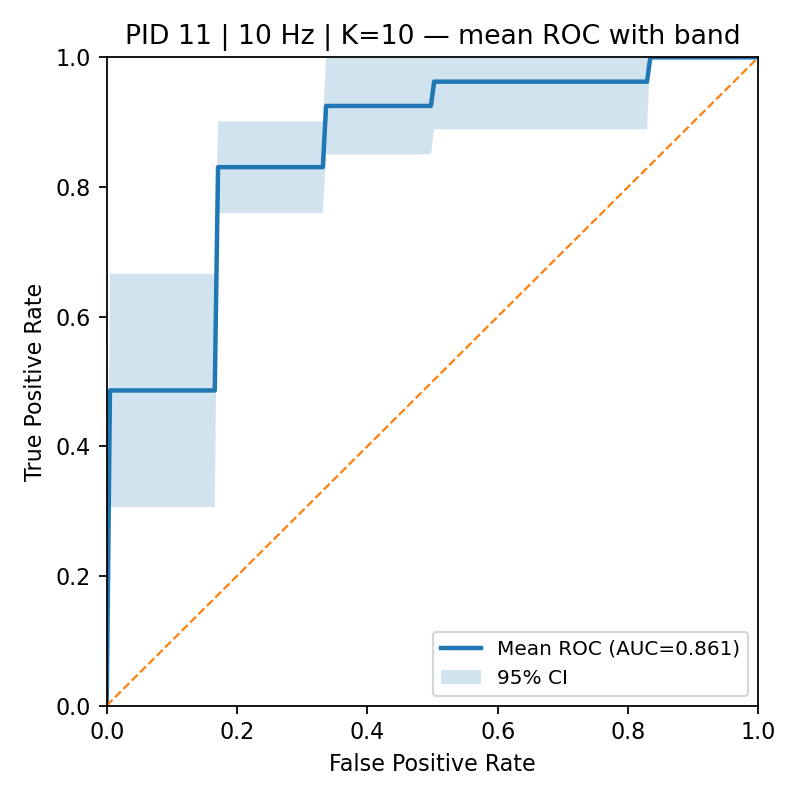 PID 11 | 10 Hz | K=10 — mean ROC with band
1.0
0.8
0.6
0.4
0.2
0.0
True Positive Rate
Mean ROC (AUC=0.861)
95% CI
0.0 0.2 0.4 0.6 0.8 1.0
False Positive Rate